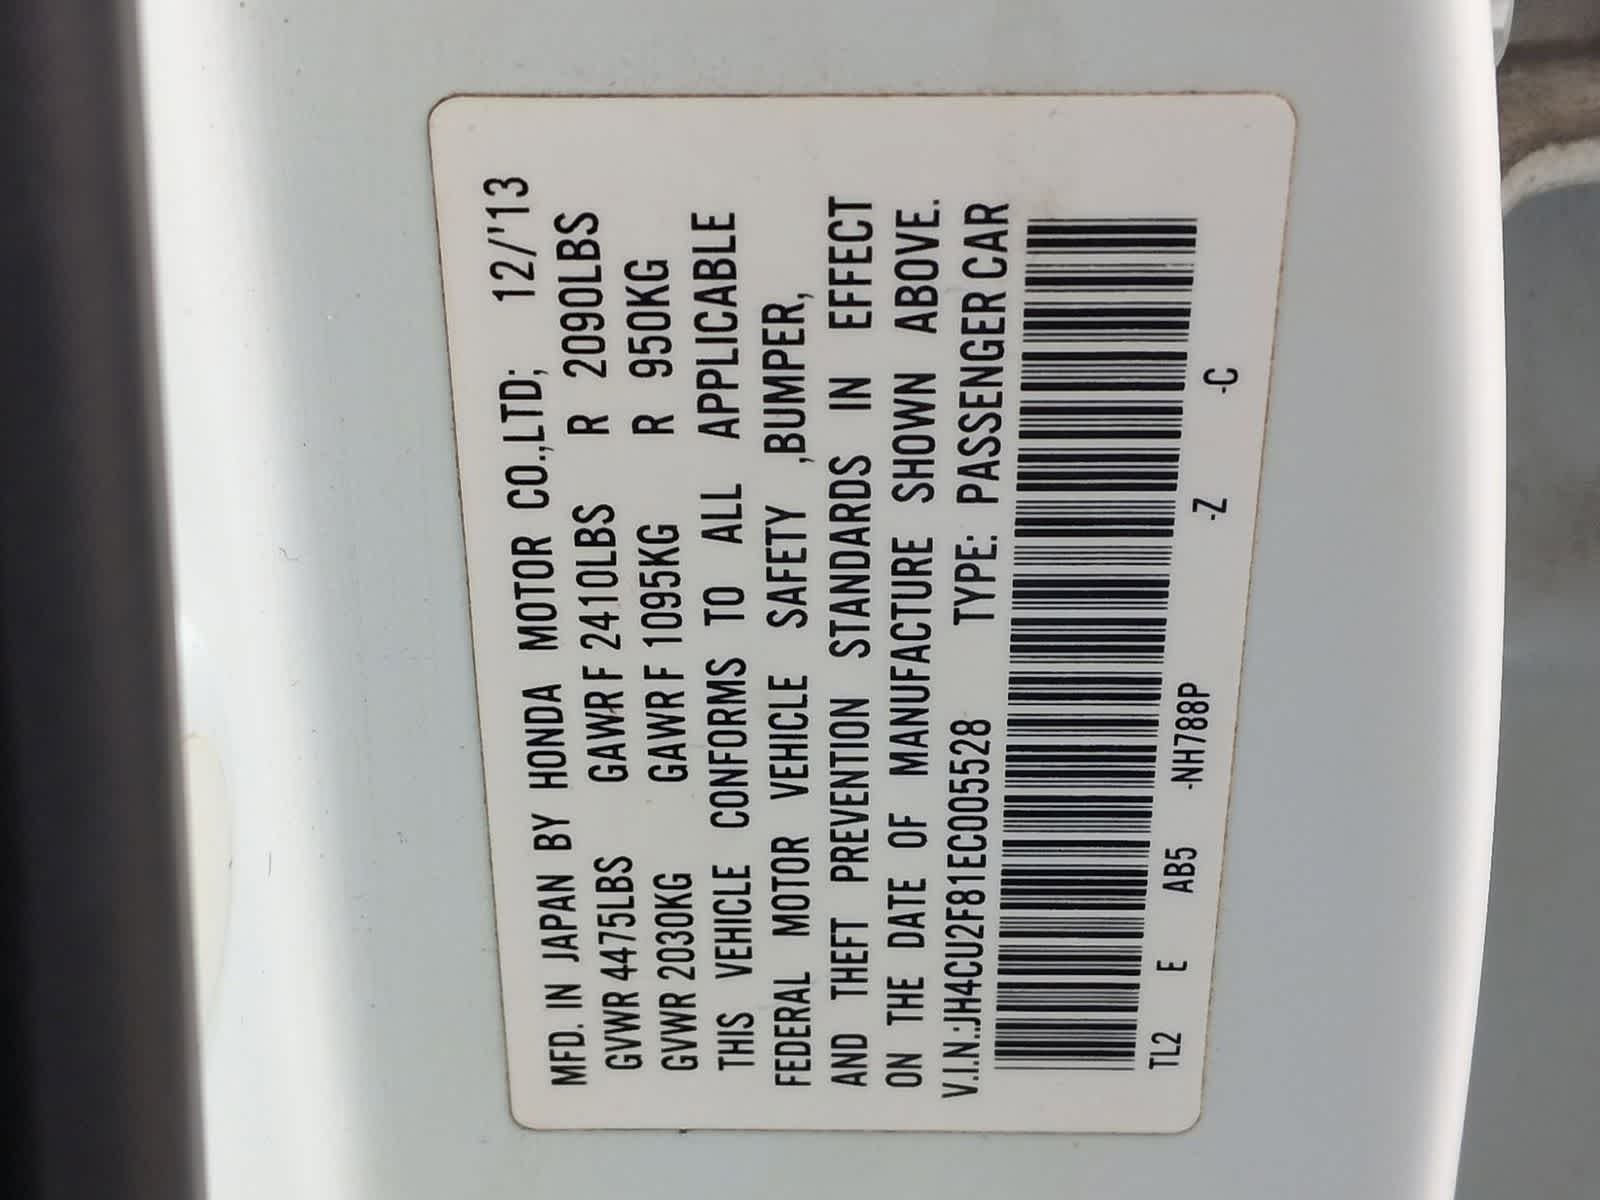 MFD. IN JAPAN BY HONDA MOTOR CO.,LTD; 12/'13
GVWR 4475LBS GAWR F 2410LBS R 2090LBS
GVWR 2030KG GAWR F 1095KG R 950KG
THIS VEHICLE CONFORMS TO ALL APPLICABLE
FEDERAL MOTOR VEHICLE SAFETY ,BUMPER,
AND THEFT PREVENTION STANDARDS IN EFFECT
ON THE DATE OF MANUFACTURE SHOWN ABOVE.
V.I.N.:JH4CU2F81EC005528 TYPE: PASSENGER CAR
TL2 E AB5 -NH788P -Z -C